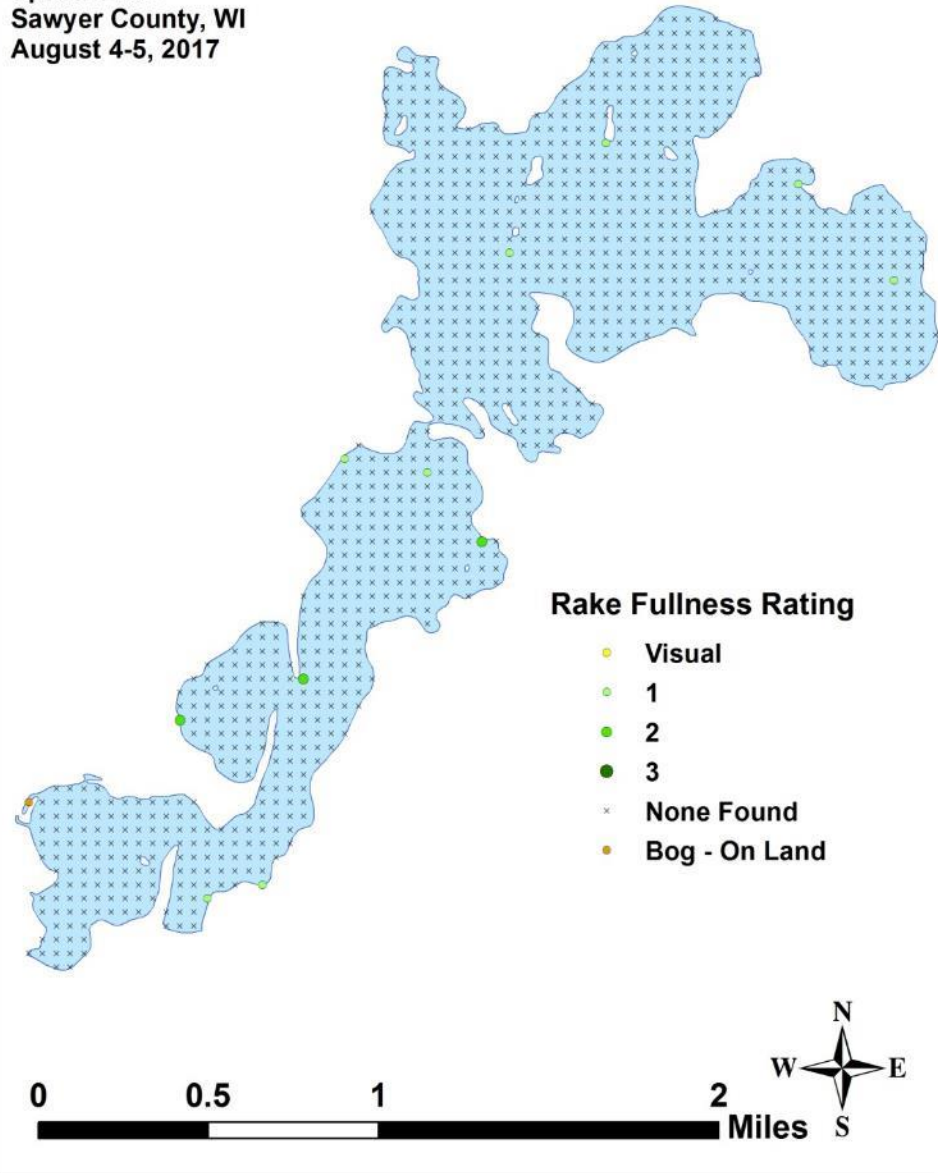 Sawyer County, WI
August 4-5, 2017
Rake Fullness Rating
Visual
1
2
3
None Found
Bog - On Land
N
W E
S
0 0.5 1 2
Miles